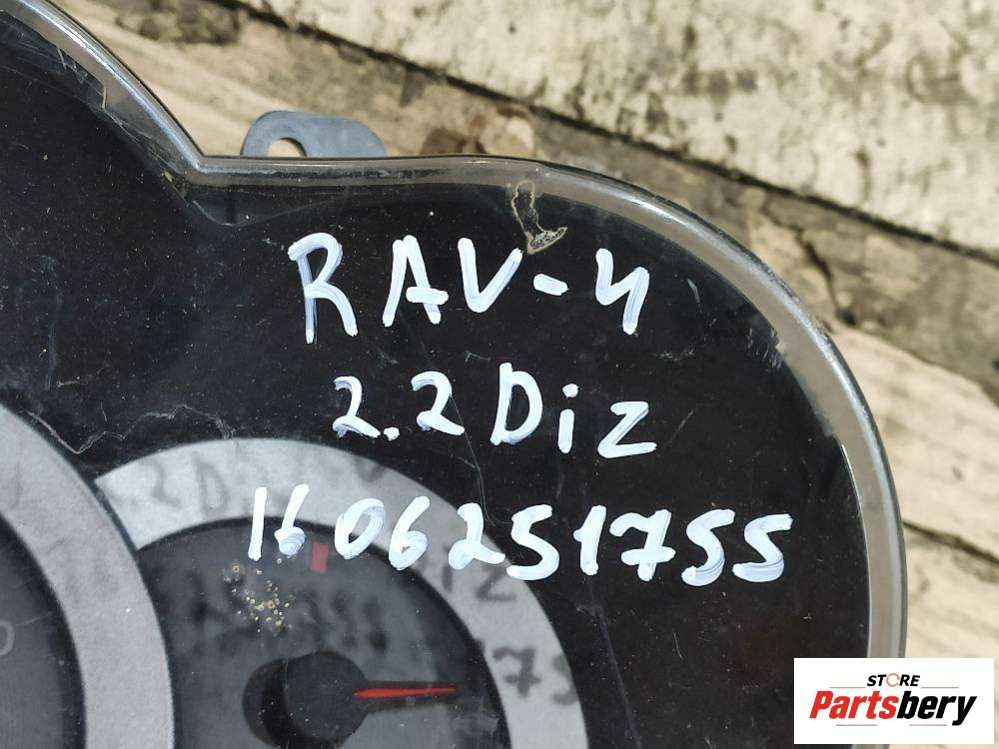 RAV-4
2.2 Diz
1606251755
STORE
Partsbery